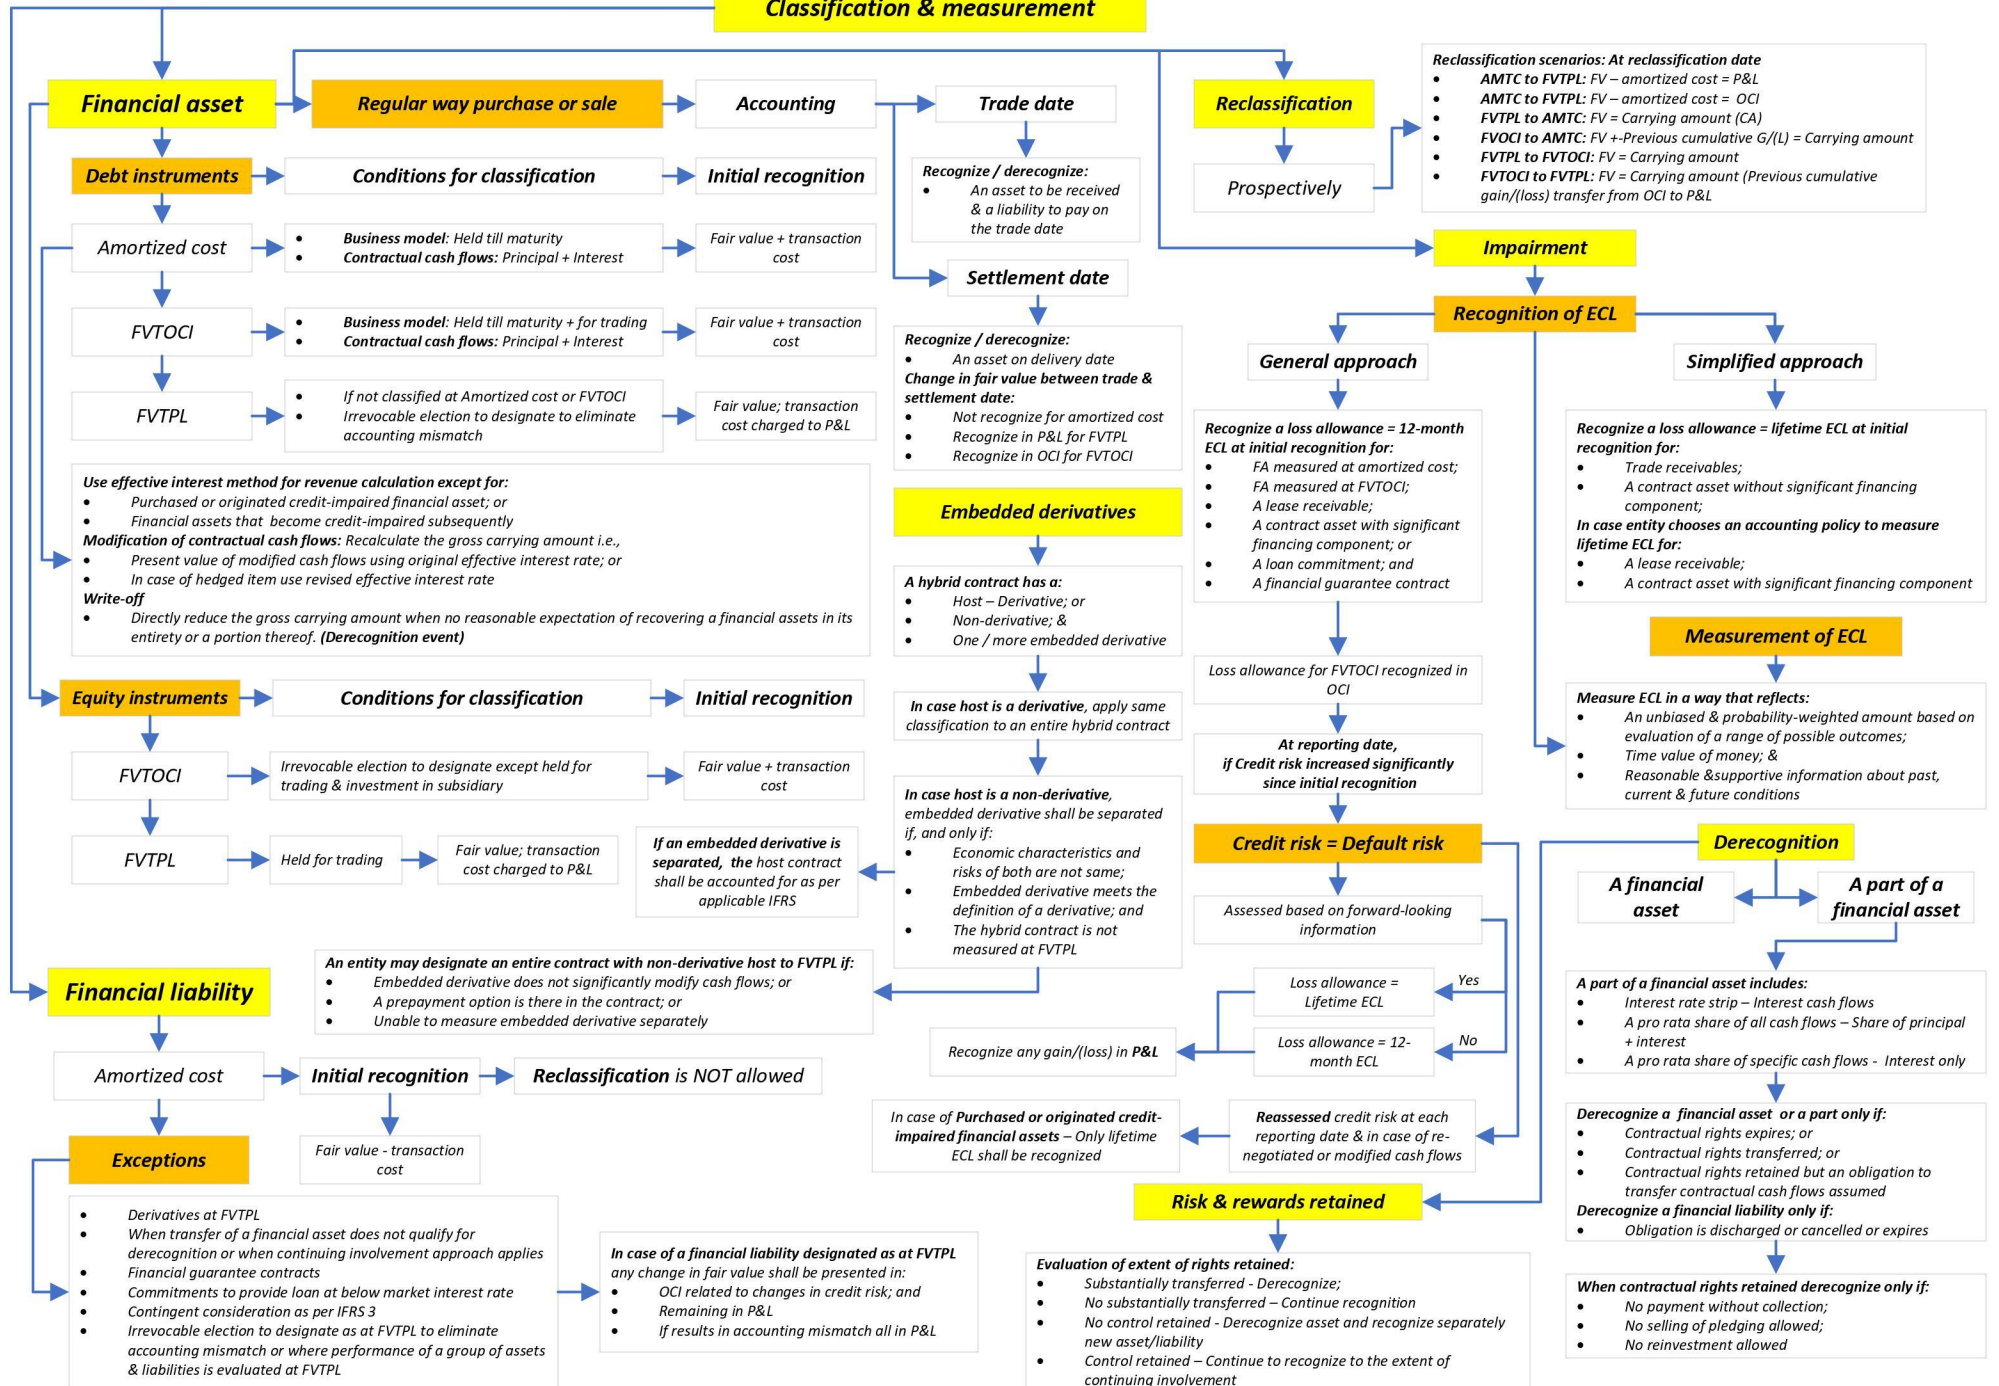 Classification & measurement
Financial asset
Regular way purchase or sale
Accounting
Trade date
Recognize / derecognize:
• An asset to be received
& a liability to pay on
the trade date
Settlement date
Recognize / derecognize:
• An asset on delivery date
Change in fair value between trade &
settlement date:
• Not recognize for amortized cost
• Recognize in P&L for FVTPL
• Recognize in OCI for FVTOCI
Reclassification
Prospectively
Reclassification scenarios: At reclassification date
• AMTC to FVTPL: FV – amortized cost = P&L
• AMTC to FVTPL: FV – amortized cost = OCI
• FVTPL to AMTC: FV = Carrying amount (CA)
• FVOCI to AMTC: FV +-Previous cumulative G/(L) = Carrying amount
• FVTPL to FVTOCI: FV = Carrying amount
• FVTOCI to FVTPL: FV = Carrying amount (Previous cumulative
gain/(loss) transfer from OCI to P&L
Debt instruments
Conditions for classification
Initial recognition
Amortized cost
• Business model: Held till maturity
• Contractual cash flows: Principal + Interest
Fair value + transaction
cost
FVTOCI
• Business model: Held till maturity + for trading
• Contractual cash flows: Principal + Interest
Fair value + transaction
cost
FVTPL
• If not classified at Amortized cost or FVTOCI
• Irrevocable election to designate to eliminate
accounting mismatch
Fair value; transaction
cost charged to P&L
Use effective interest method for revenue calculation except for:
• Purchased or originated credit-impaired financial asset; or
• Financial assets that become credit-impaired subsequently
Modification of contractual cash flows: Recalculate the gross carrying amount i.e.,
• Present value of modified cash flows using original effective interest rate; or
• In case of hedged item use revised effective interest rate
Write-off
• Directly reduce the gross carrying amount when no reasonable expectation of recovering a financial assets in its
entirety or a portion thereof. (Derecognition event)
Equity instruments
Conditions for classification
Initial recognition
FVTOCI
Irrevocable election to designate except held for
trading & investment in subsidiary
Fair value + transaction
cost
FVTPL
Held for trading
Fair value; transaction
cost charged to P&L
Embedded derivatives
A hybrid contract has a:
• Host – Derivative; or
• Non-derivative; &
• One / more embedded derivative
In case host is a derivative, apply same
classification to an entire hybrid contract
In case host is a non-derivative,
embedded derivative shall be separated
if, and only if:
• Economic characteristics and
risks of both are not same;
• Embedded derivative meets the
definition of a derivative; and
• The hybrid contract is not
measured at FVTPL
If an embedded derivative is
separated, the host contract
shall be accounted for as per
applicable IFRS
An entity may designate an entire contract with non-derivative host to FVTPL if:
• Embedded derivative does not significantly modify cash flows; or
• A prepayment option is there in the contract; or
• Unable to measure embedded derivative separately
Impairment
Recognition of ECL
General approach
Recognize a loss allowance = 12-month
ECL at initial recognition for:
• FA measured at amortized cost;
• FA measured at FVTOCI;
• A lease receivable;
• A contract asset with significant
financing component; or
• A loan commitment; and
• A financial guarantee contract
Loss allowance for FVTOCI recognized in
OCI
At reporting date,
if Credit risk increased significantly
since initial recognition
Credit risk = Default risk
Assessed based on forward-looking
information
Yes
Loss allowance =
Lifetime ECL
No
Loss allowance = 12-
month ECL
Recognize any gain/(loss) in P&L
Reassessed credit risk at each
reporting date & in case of re-
negotiated or modified cash flows
In case of Purchased or originated credit-
impaired financial assets – Only lifetime
ECL shall be recognized
Simplified approach
Recognize a loss allowance = lifetime ECL at initial
recognition for:
• Trade receivables;
• A contract asset without significant financing
component;
In case entity chooses an accounting policy to measure
lifetime ECL for:
• A lease receivable;
• A contract asset with significant financing component
Measurement of ECL
Measure ECL in a way that reflects:
• An unbiased & probability-weighted amount based on
evaluation of a range of possible outcomes;
• Time value of money; &
• Reasonable &supportive information about past,
current & future conditions
Derecognition
A financial
asset
A part of a
financial asset
A part of a financial asset includes:
• Interest rate strip – Interest cash flows
• A pro rata share of all cash flows – Share of principal
+ interest
• A pro rata share of specific cash flows - Interest only
Derecognize a financial asset or a part only if:
• Contractual rights expires; or
• Contractual rights transferred; or
• Contractual rights retained but an obligation to
transfer contractual cash flows assumed
Derecognize a financial liability only if:
• Obligation is discharged or cancelled or expires
When contractual rights retained derecognize only if:
• No payment without collection;
• No selling of pledging allowed;
• No reinvestment allowed
Risk & rewards retained
Evaluation of extent of rights retained:
• Substantially transferred - Derecognize;
• No substantially transferred – Continue recognition
• No control retained - Derecognize asset and recognize separately
new asset/liability
• Control retained – Continue to recognize to the extent of
continuing involvement
Financial liability
Amortized cost
Initial recognition
Reclassification is NOT allowed
Fair value - transaction
cost
Exceptions
• Derivatives at FVTPL
• When transfer of a financial asset does not qualify for
derecognition or when continuing involvement approach applies
• Financial guarantee contracts
• Commitments to provide loan at below market interest rate
• Contingent consideration as per IFRS 3
• Irrevocable election to designate as at FVTPL to eliminate
accounting mismatch or where performance of a group of assets
& liabilities is evaluated at FVTPL
In case of a financial liability designated as at FVTPL
any change in fair value shall be presented in:
• OCI related to changes in credit risk; and
• Remaining in P&L
• If results in accounting mismatch all in P&L